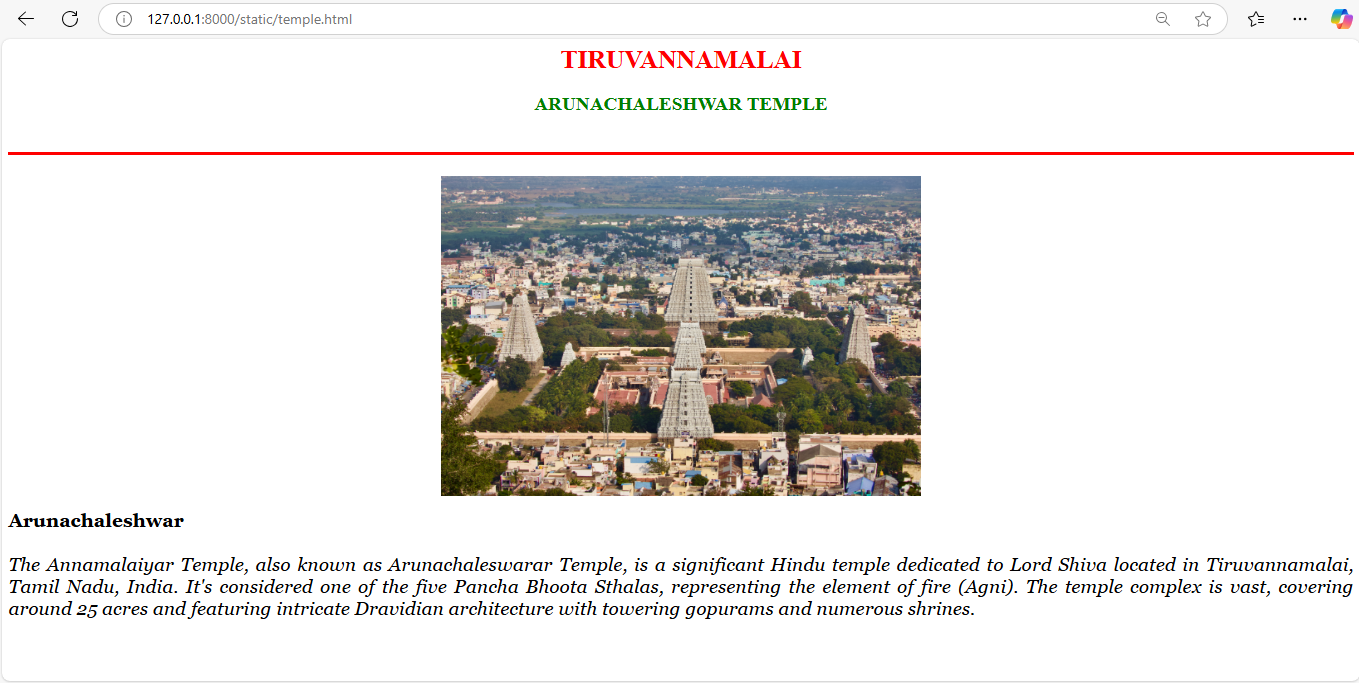 127.0.0.1:8000/static/temple.html
TIRUVANNAMALAI
ARUNACHALESHWAR TEMPLE
Arunachaleshwar
The Annamalaiyar Temple, also known as Arunachaleswarar Temple, is a significant Hindu temple dedicated to Lord Shiva located in Tiruvannamalai,
Tamil Nadu, India. It's considered one of the five Pancha Bhoota Sthalas, representing the element of fire (Agni). The temple complex is vast, covering
around 25 acres and featuring intricate Dravidian architecture with towering gopurams and numerous shrines.